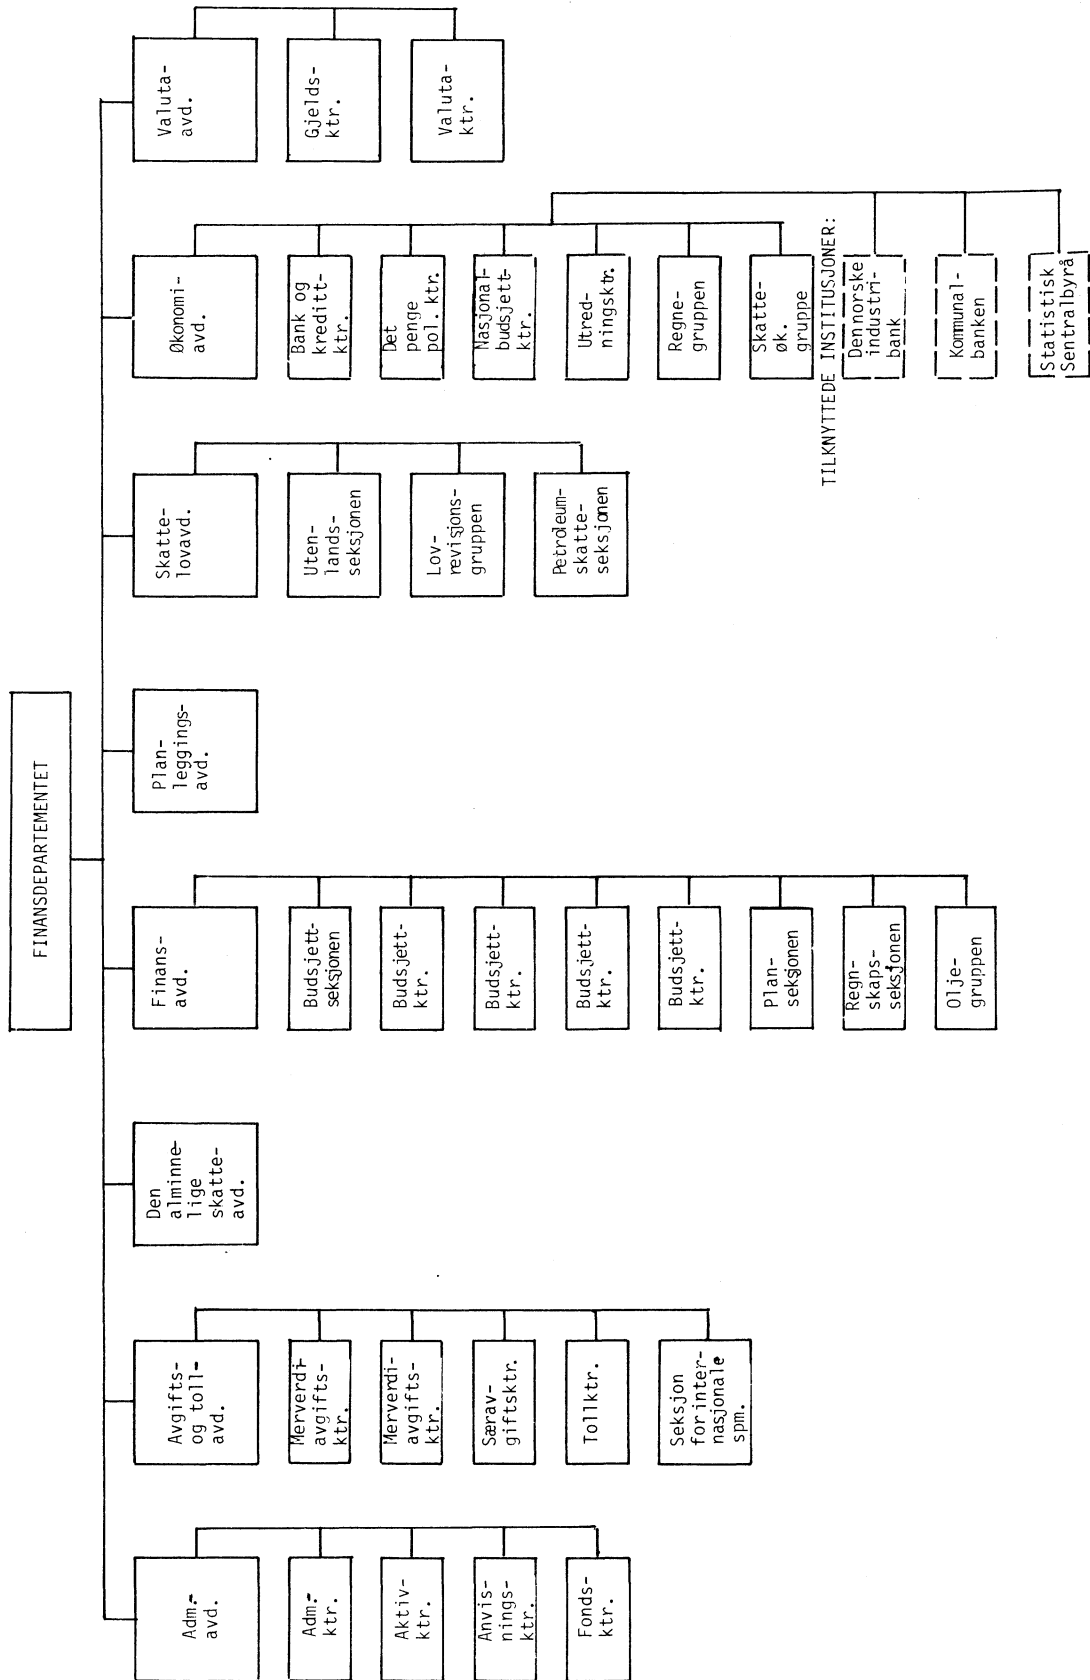 FINANSDEPARTEMENTET
Adm.-
avd.
Adm.-
ktr.
Aktiv-
ktr.
Anvis-
nings-
ktr.
Fonds-
ktr.
Avgifts-
og toll-
avd.
Merverdi-
avgifts-
ktr.
Merverdi-
avgifts-
ktr.
Særav-
giftsktr.
Tollktr.
Seksjon
for inter-
nasjonale
spm.
Den
alminne-
lige
skatte-
avd.
Finans-
avd.
Budsjett-
seksjonen
Budsjett-
ktr.
Budsjett-
ktr.
Budsjett-
ktr.
Budsjett-
ktr.
Plan-
seksjonen
Regn-
skaps-
seksjonen
Olje-
gruppen
Plan-
leggings-
avd.
Skatte-
lovavd.
Uten-
lands-
seksjonen
Lov-
revisjons-
gruppen
Petroleum-
skatte-
seksjonen
Økonomi-
avd.
Bank og
kreditt-
ktr.
Det
penge
pol. ktr.
Nasjonal-
budsjett-
ktr.
Utred-
ningsktr.
Regne-
gruppen
Skatte-
øk.
gruppe
TILKNYTTEDE INSTITUSJONER:
Den norske
industri-
bank
Kommunal-
banken
Statistisk
Sentralbyrå
Valuta-
avd.
Gjelds-
ktr.
Valuta-
ktr.